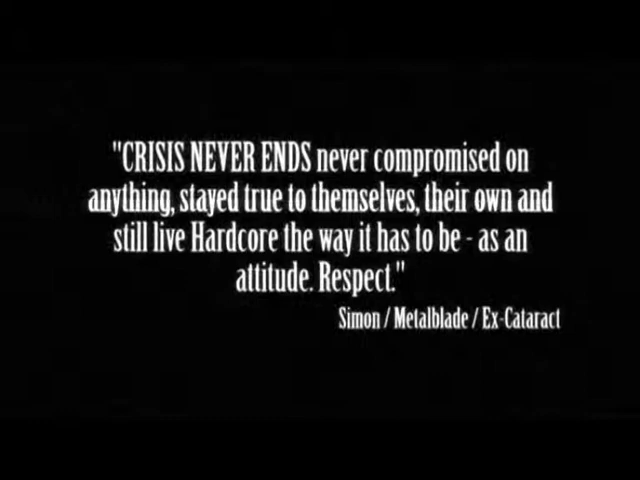 "CRISIS NEVER ENDS never compromised on
anything, stayed true to themselves, their own and
still live Hardcore the way it has to be - as an
attitude. Respect."
Simon / Metalblade / Ex-Cataract